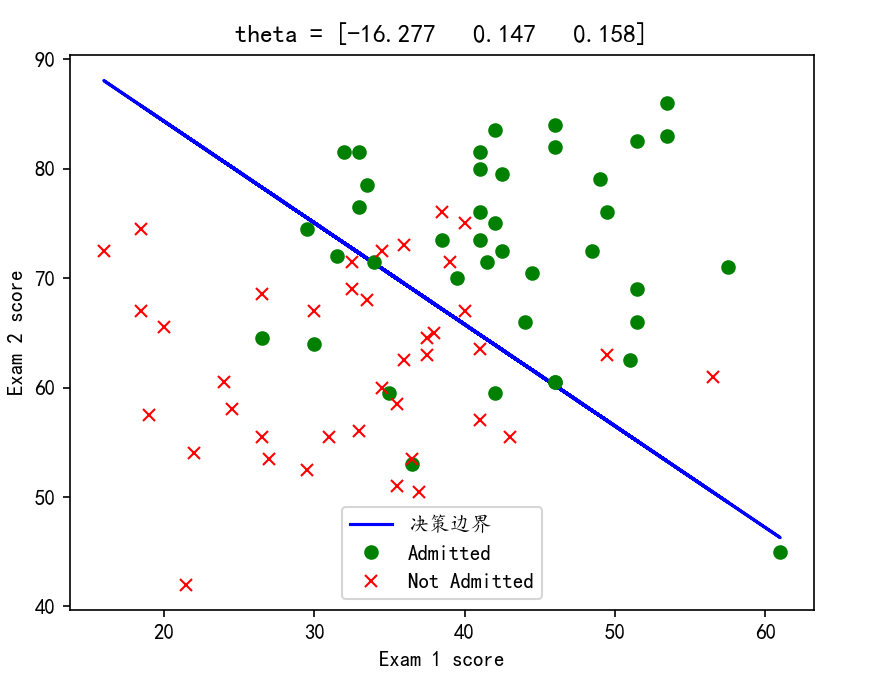 theta = [-16.277 0.147 0.158]
90
80
70
60
50
40
Exam 2 score
决策边界
Admitted
Not Admitted
20 30 40 50 60
Exam 1 score